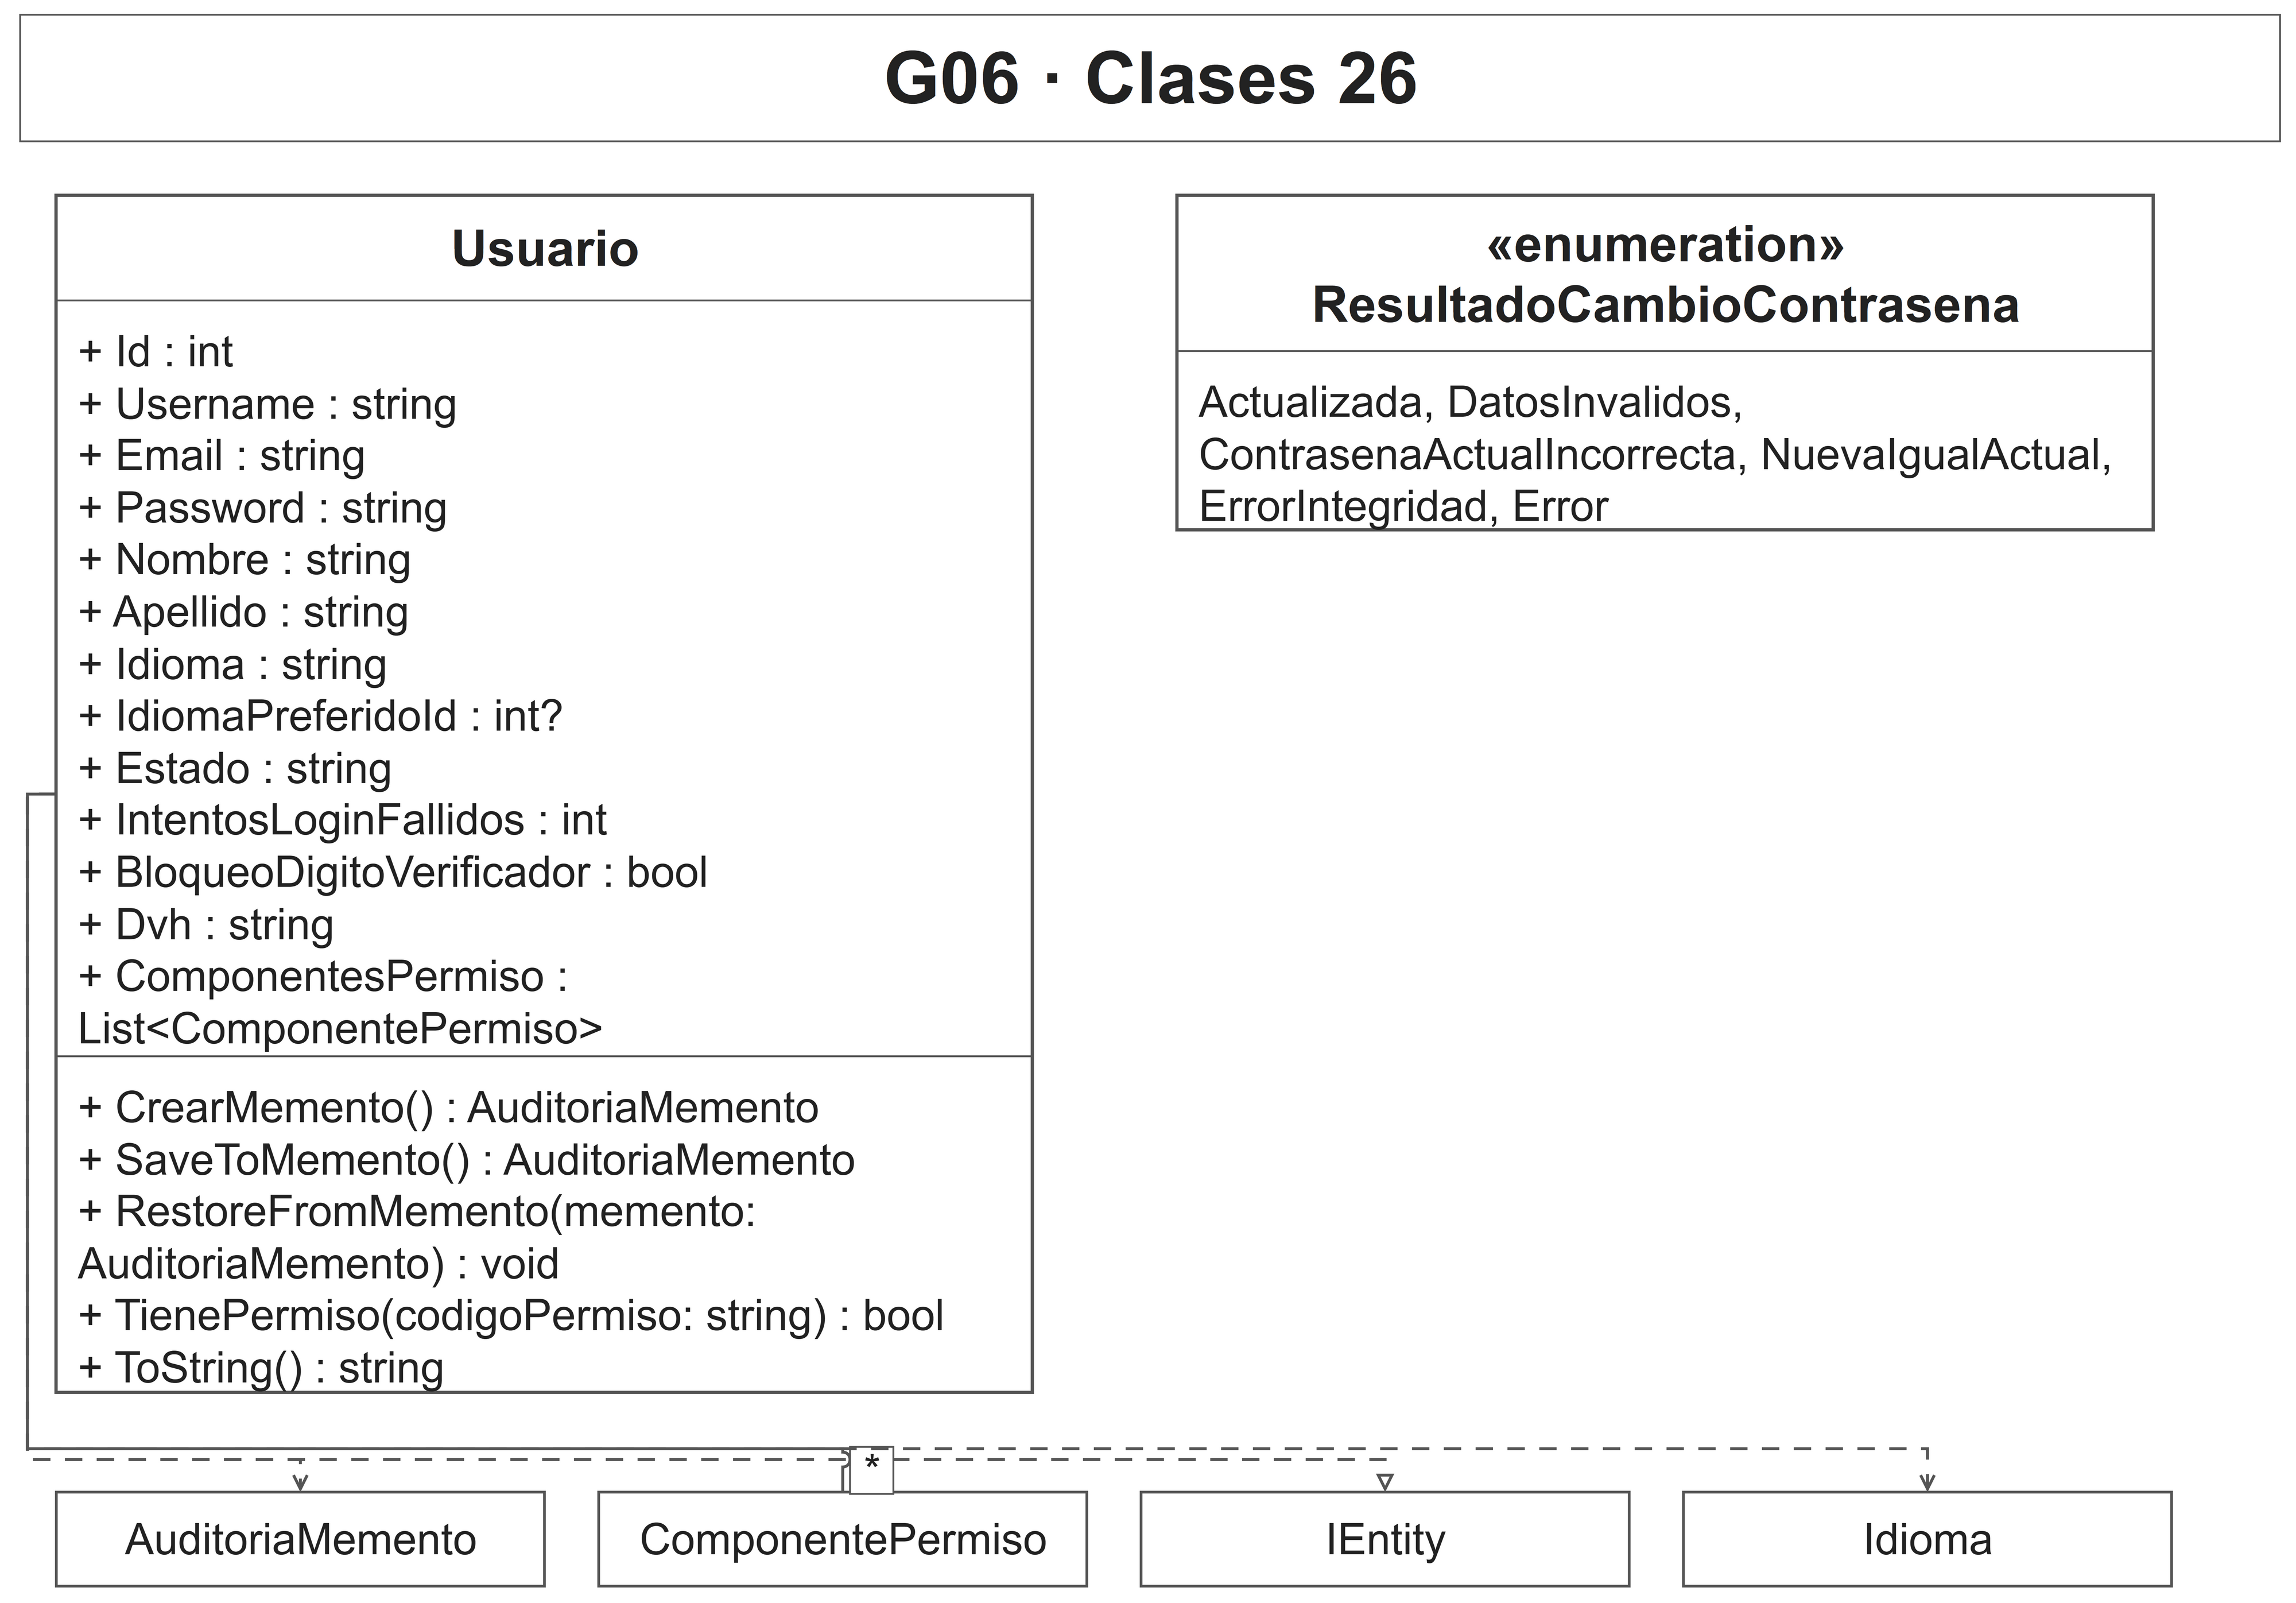 G06 · Clases 26
Usuario
+ Id : int
+ Username : string
+ Email : string
+ Password : string
+ Nombre : string
+ Apellido : string
+ Idioma : string
+ IdiomaPreferidoId : int?
+ Estado : string
+ IntentosLoginFallidos : int
+ BloqueoDigitoVerificador : bool
+ Dvh : string
+ ComponentesPermiso :
List<ComponentePermiso>
+ CrearMemento() : AuditoriaMemento
+ SaveToMemento() : AuditoriaMemento
+ RestoreFromMemento(memento:
AuditoriaMemento) : void
+ TienePermiso(codigoPermiso: string) : bool
+ ToString() : string
«enumeration»
ResultadoCambioContrasena
Actualizada, DatosInvalidos,
ContrasenaActualIncorrecta, NuevaIgualActual,
ErrorIntegridad, Error
*
AuditoriaMemento
ComponentePermiso
IEntity
Idioma